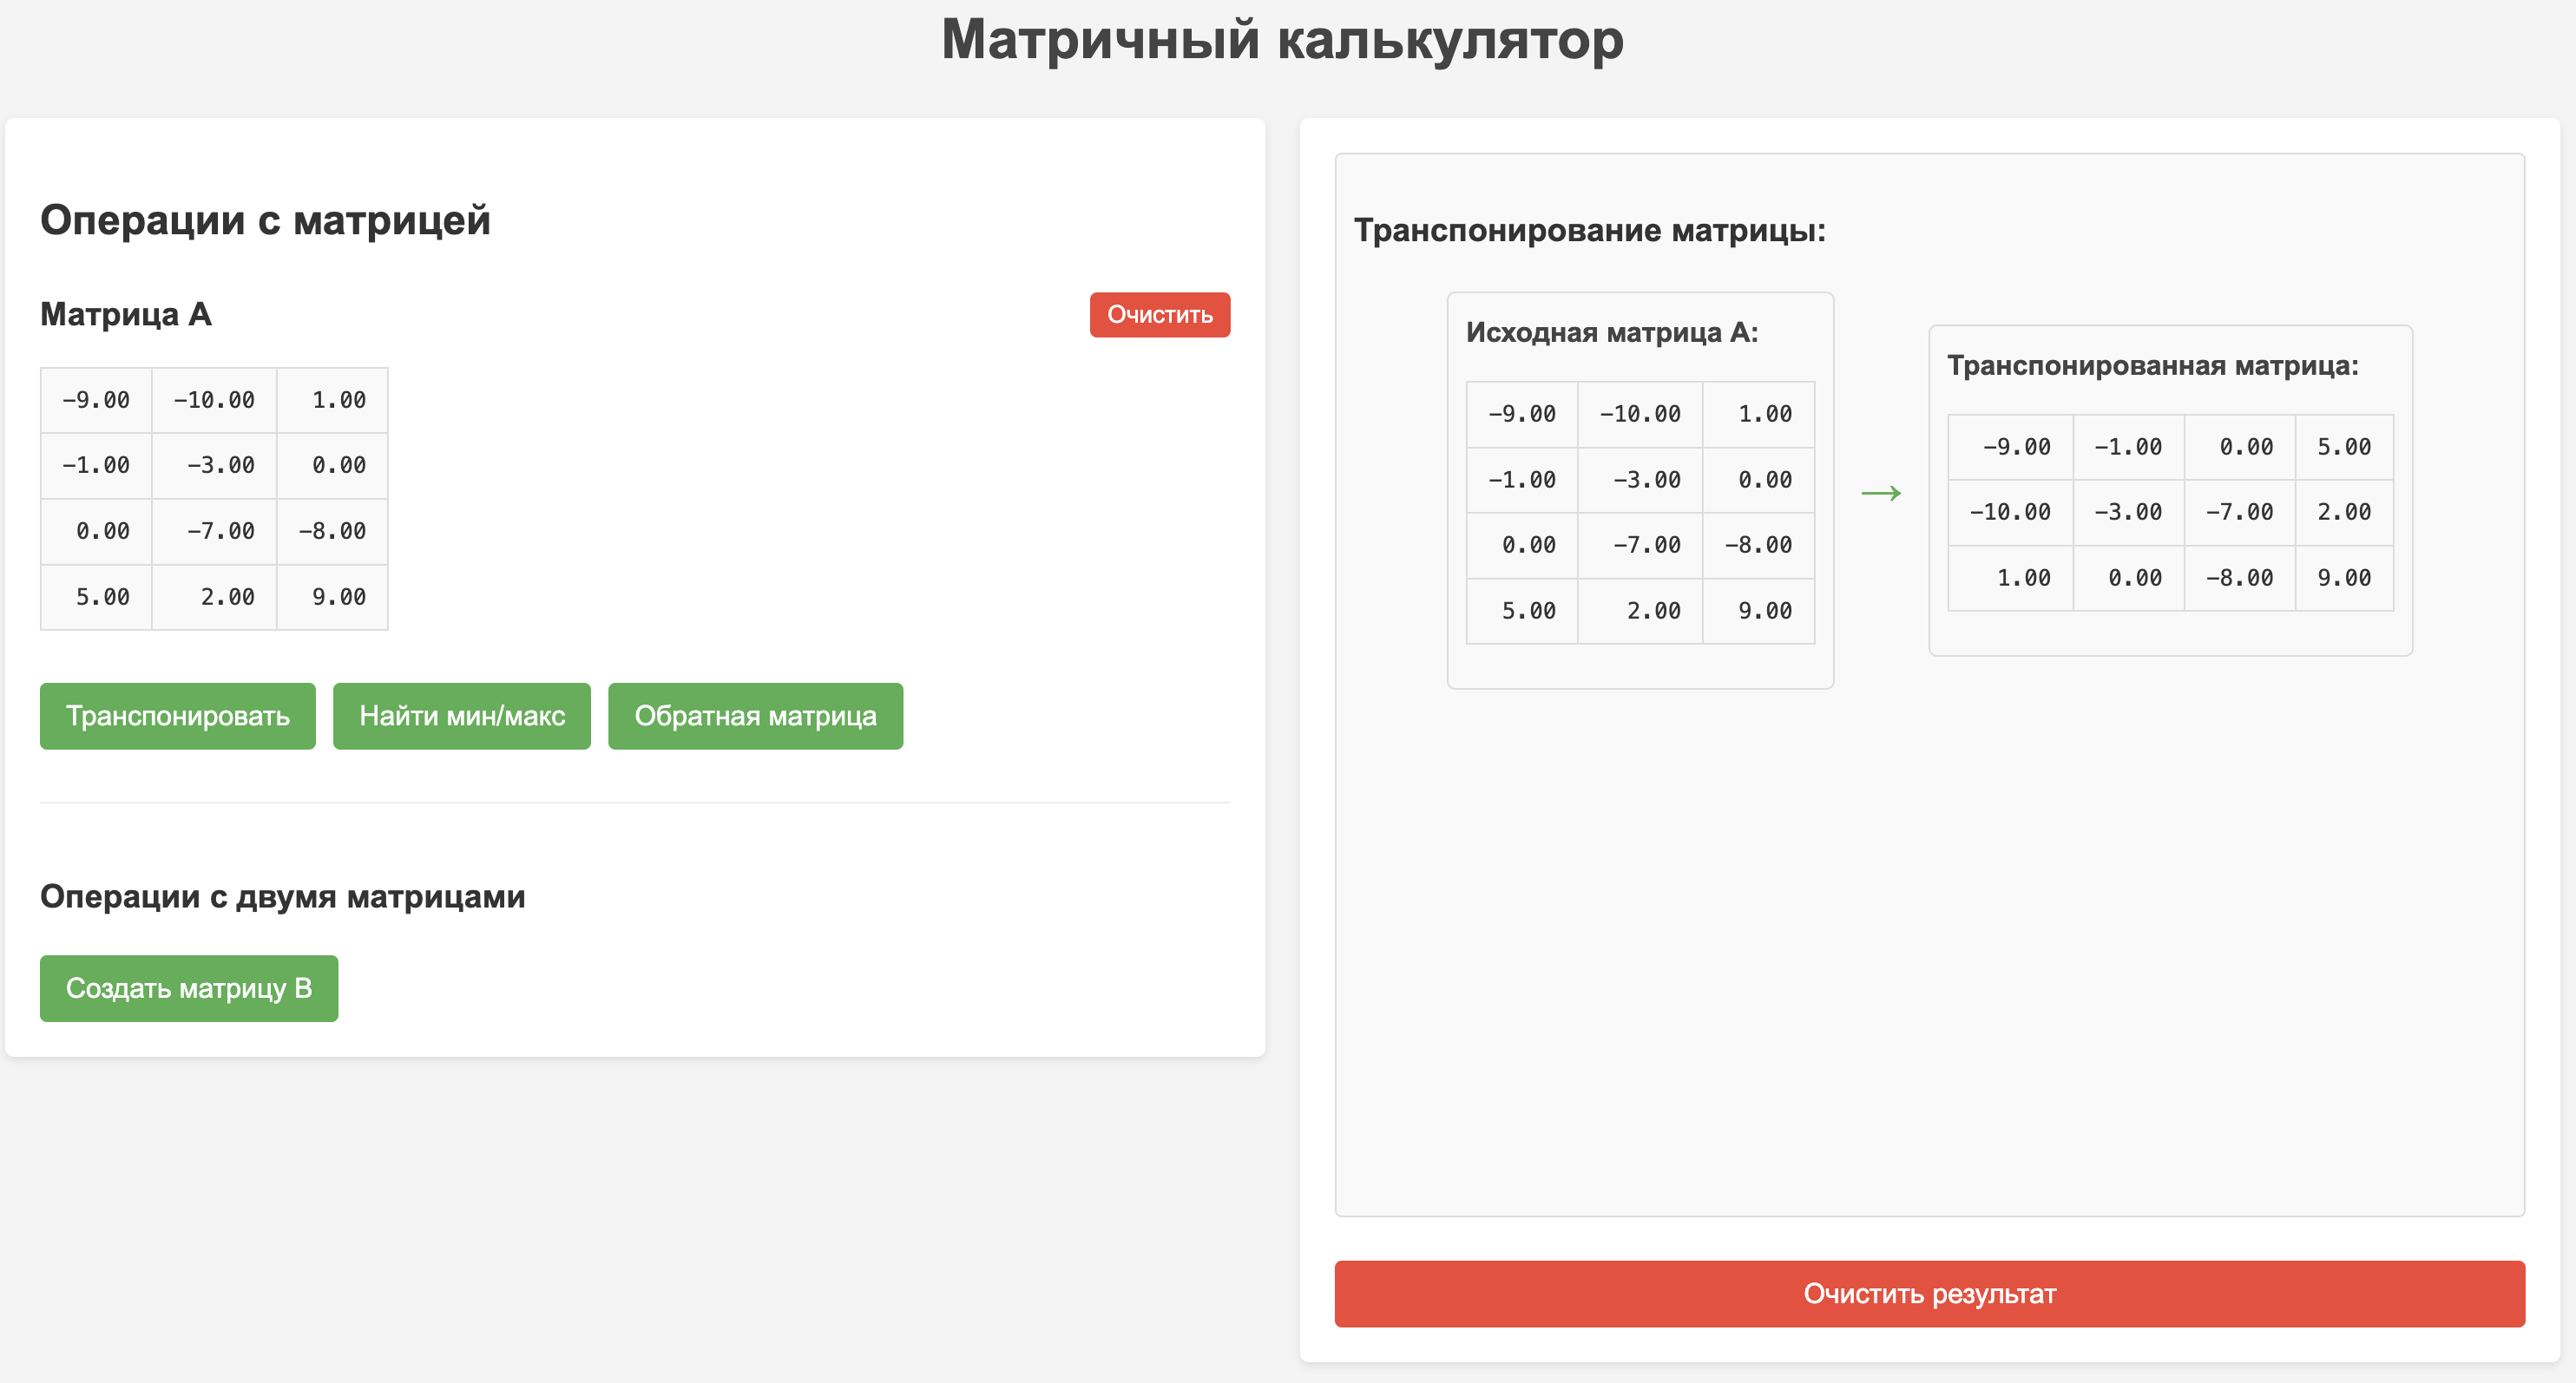 Матричный калькулятор
Операции с матрицей
Матрица A
Очистить
-9.00 -10.00 1.00
-1.00 -3.00 0.00
0.00 -7.00 -8.00
5.00 2.00 9.00
Транспонировать Найти мин/макс Обратная матрица
Операции с двумя матрицами
Создать матрицу B
Транспонирование матрицы:
Исходная матрица A:
-9.00 -10.00 1.00
-1.00 -3.00 0.00
0.00 -7.00 -8.00
5.00 2.00 9.00
→
Транспонированная матрица:
-9.00 -1.00 0.00 5.00
-10.00 -3.00 -7.00 2.00
1.00 0.00 -8.00 9.00
Очистить результат